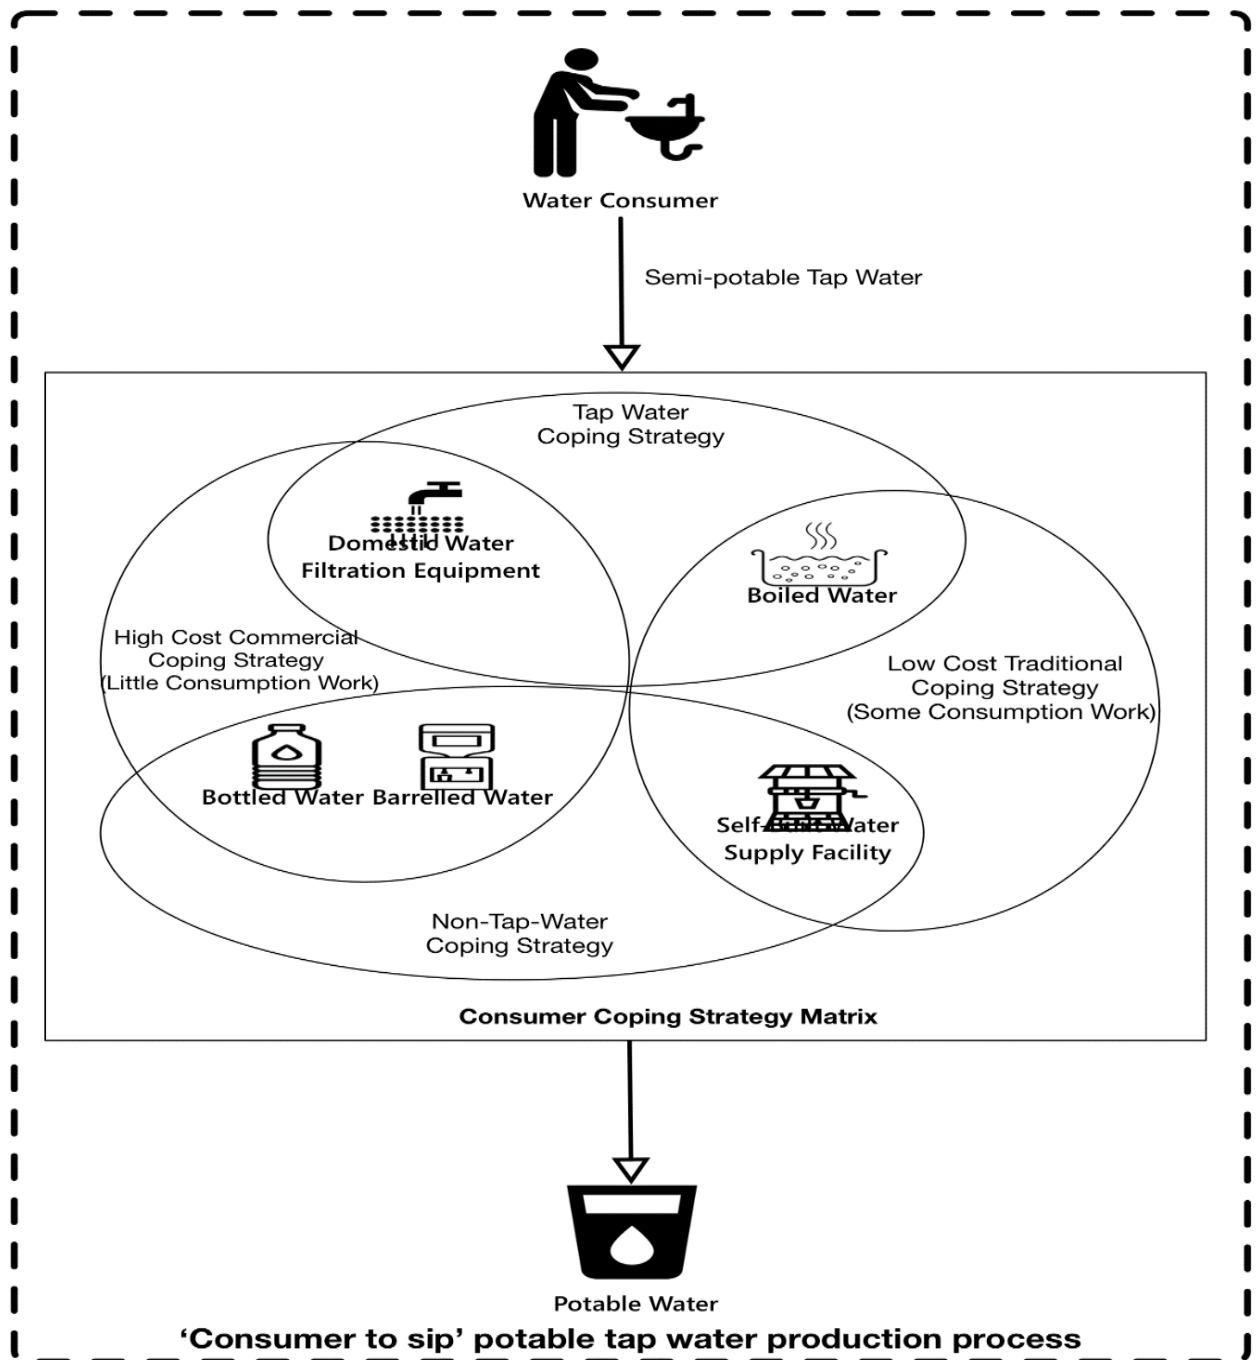 Water Consumer
Semi-potable Tap Water
Tap Water
Coping Strategy
Domestic Water
Filtration Equipment
Boiled Water
High Cost Commercial
Coping Strategy
(Little Consumption Work)
Low Cost Traditional
Coping Strategy
(Some Consumption Work)
Bottled Water
Barrelled Water
Self-Built Water
Supply Facility
Non-Tap-Water
Coping Strategy
Consumer Coping Strategy Matrix
Potable Water
‘Consumer to sip’ potable tap water production process